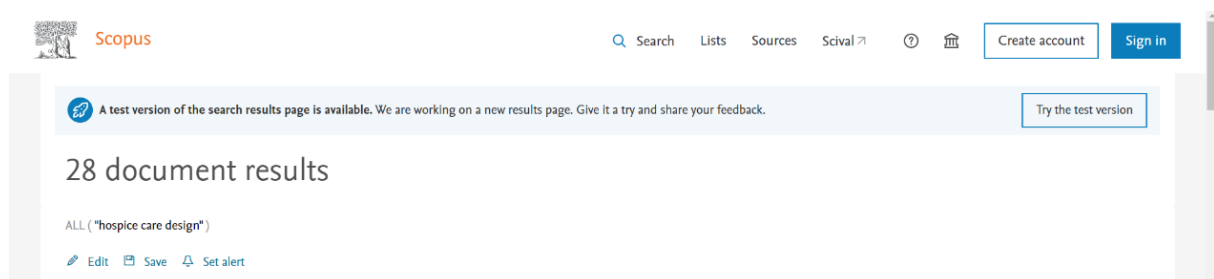 Scopus
Search Lists Sources Scival ↗ Create account Sign in
A test version of the search results page is available. We are working on a new results page. Give it a try and share your feedback. Try the test version
28 document results
ALL ( "hospice care design" )
Edit Save Set alert